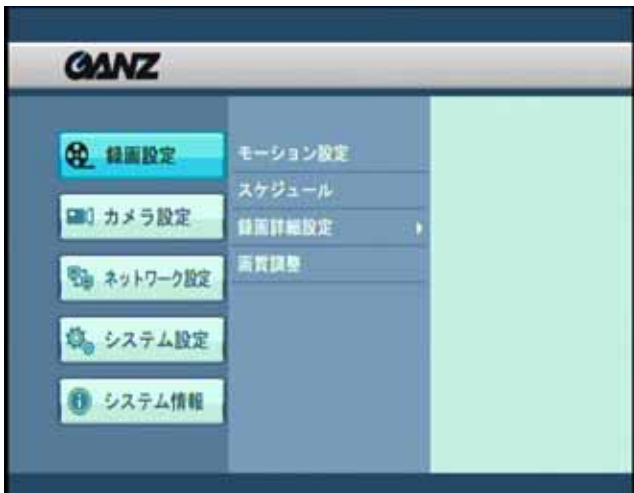 GANZ
録画設定
カメラ設定
ネットワーク設定
システム設定
システム情報
モーション設定
スケジュール
録画詳細設定
画質調整